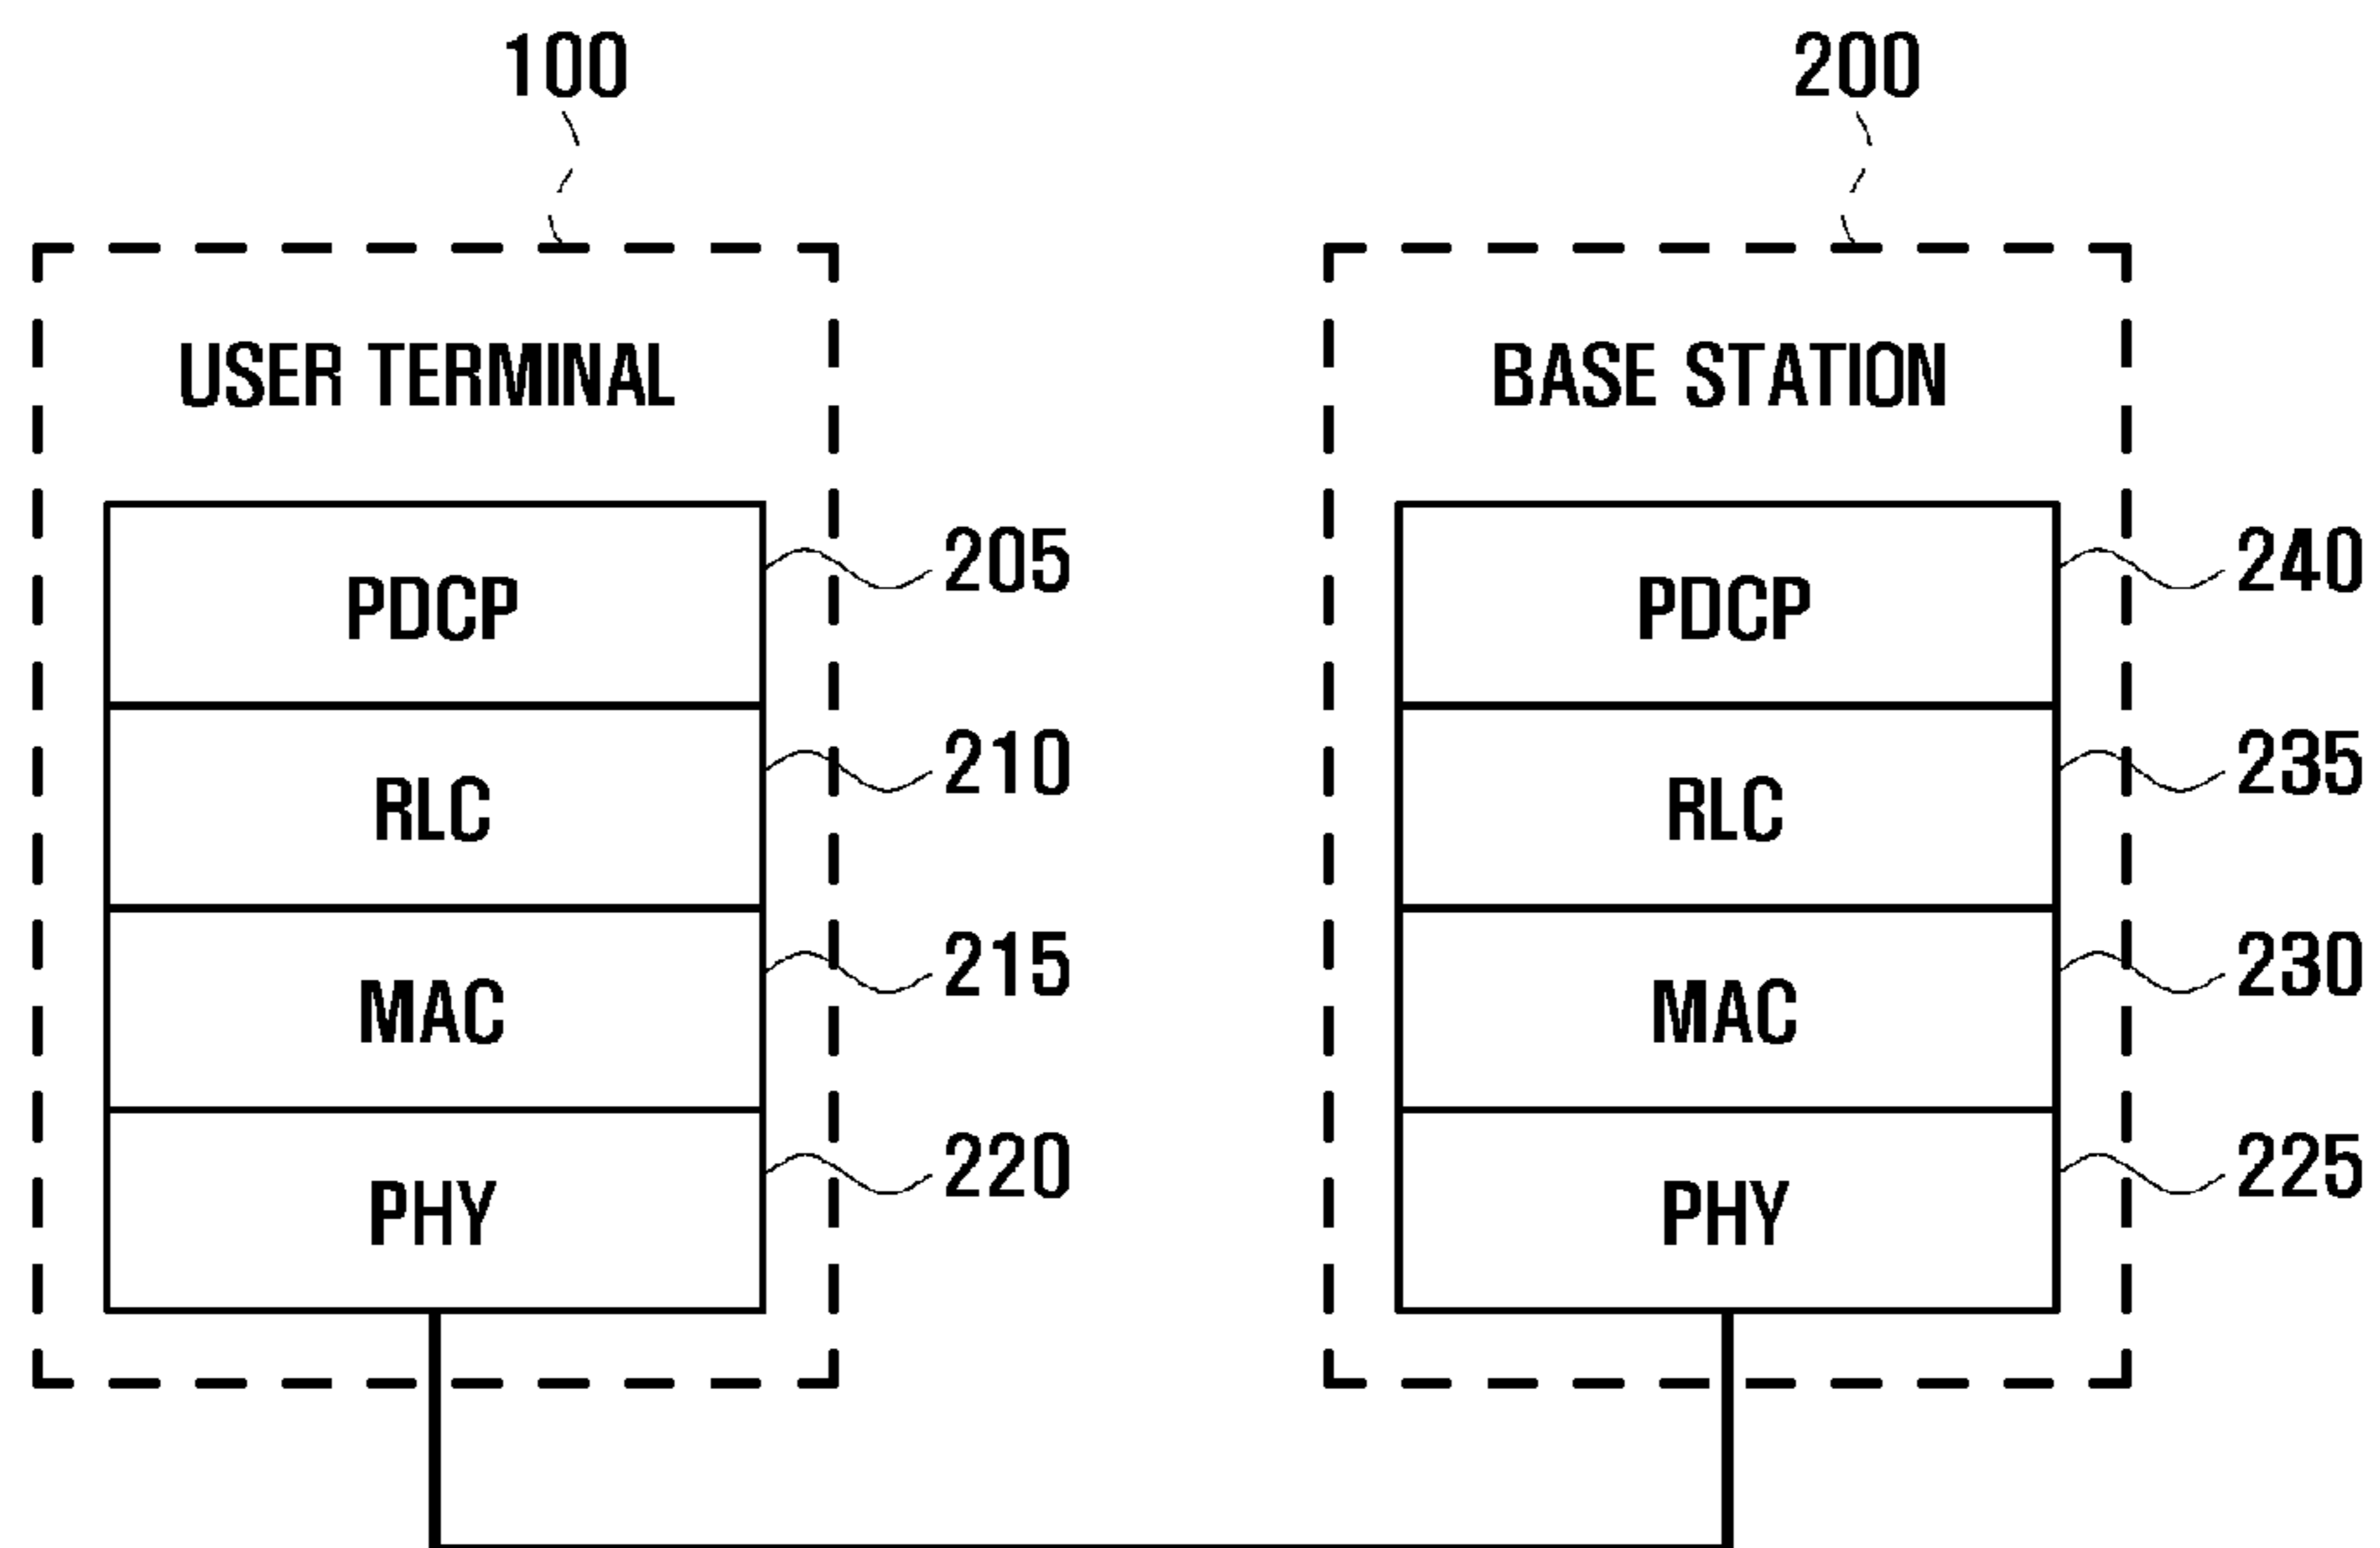 100
200
USER TERMINAL
BASE STATION
PDCP
205
RLC
210
MAC
215
PHY
220
PDCP
240
RLC
235
MAC
230
PHY
225